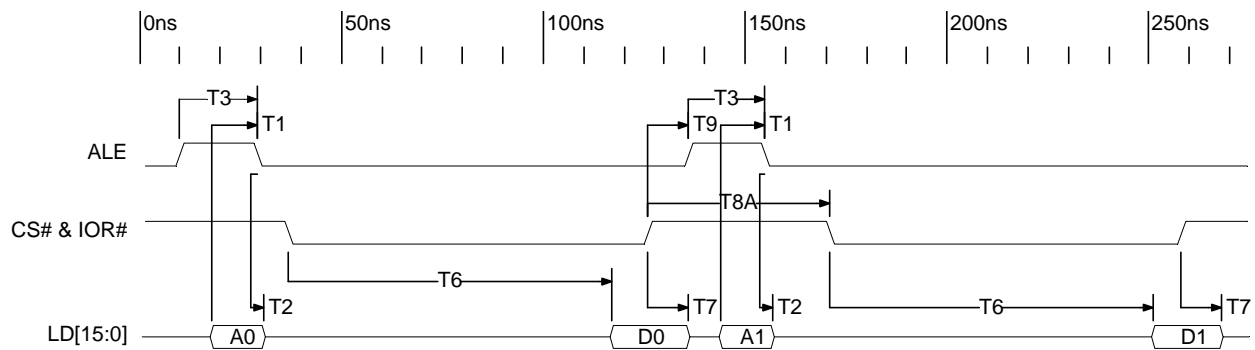 0ns 50ns 100ns 150ns 200ns 250ns
T3 T3
T1 T9 T1
ALE
T8A
CS# & IOR#
T6 T6
T2 T7 T2 T7
LD[15:0] A0 D0 A1 D1